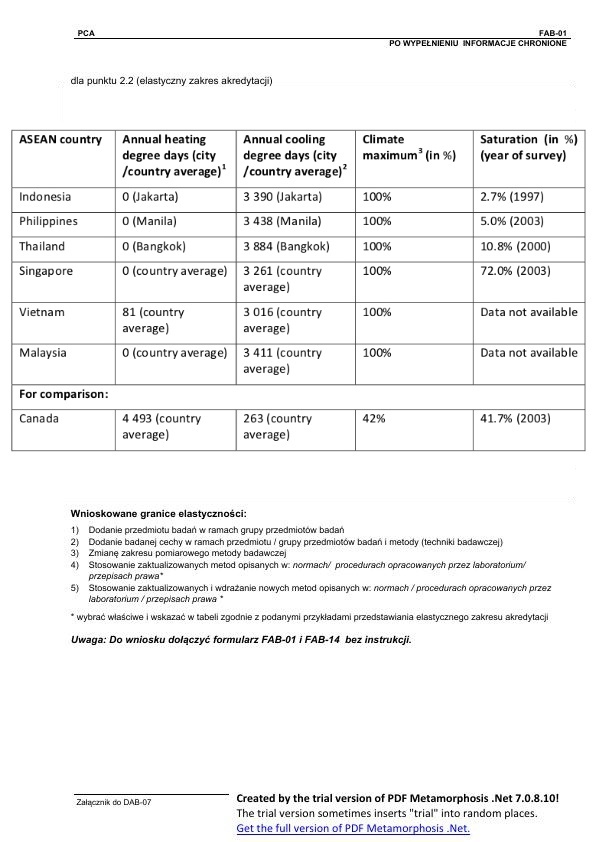 PCA FAB-01
PO WYPEŁNIENIU INFORMACJE CHRONIONE
dla punktu 2.2 (elastyczny zakres akredytacji)
ASEAN country | Annual heating degree days (city /country average)1 | Annual cooling degree days (city /country average)2 | Climate maximum3 (in %) | Saturation (in %) (year of survey)
Indonesia | 0 (Jakarta) | 3 390 (Jakarta) | 100% | 2.7% (1997)
Philippines | 0 (Manila) | 3 438 (Manila) | 100% | 5.0% (2003)
Thailand | 0 (Bangkok) | 3 884 (Bangkok) | 100% | 10.8% (2000)
Singapore | 0 (country average) | 3 261 (country average) | 100% | 72.0% (2003)
Vietnam | 81 (country average) | 3 016 (country average) | 100% | Data not available
Malaysia | 0 (country average) | 3 411 (country average) | 100% | Data not available
For comparison:
Canada | 4 493 (country average) | 263 (country average) | 42% | 41.7% (2003)
Wnioskowane granice elastyczności:
1) Dodanie przedmiotu badań w ramach grupy przedmiotów badań
2) Dodanie badanej cechy w ramach przedmiotu / grupy przedmiotów badań i metody (techniki badawczej)
3) Zmianę zakresu pomiarowego metody badawczej
4) Stosowanie zaktualizowanych metod opisanych w: normach/ procedurach opracowanych przez laboratorium/
przepisach prawa*
5) Stosowanie zaktualizowanych i wdrażanie nowych metod opisanych w: normach / procedurach opracowanych przez
laboratorium / przepisach prawa *
* wybrać właściwe i wskazać w tabeli zgodnie z podanymi przykładami przedstawiania elastycznego zakresu akredytacji
Uwaga: Do wniosku dołączyć formularz FAB-01 i FAB-14 bez instrukcji.
Załącznik do DAB-07
Created by the trial version of PDF Metamorphosis .Net 7.0.8.10!
The trial version sometimes inserts "trial" into random places.
Get the full version of PDF Metamorphosis .Net.